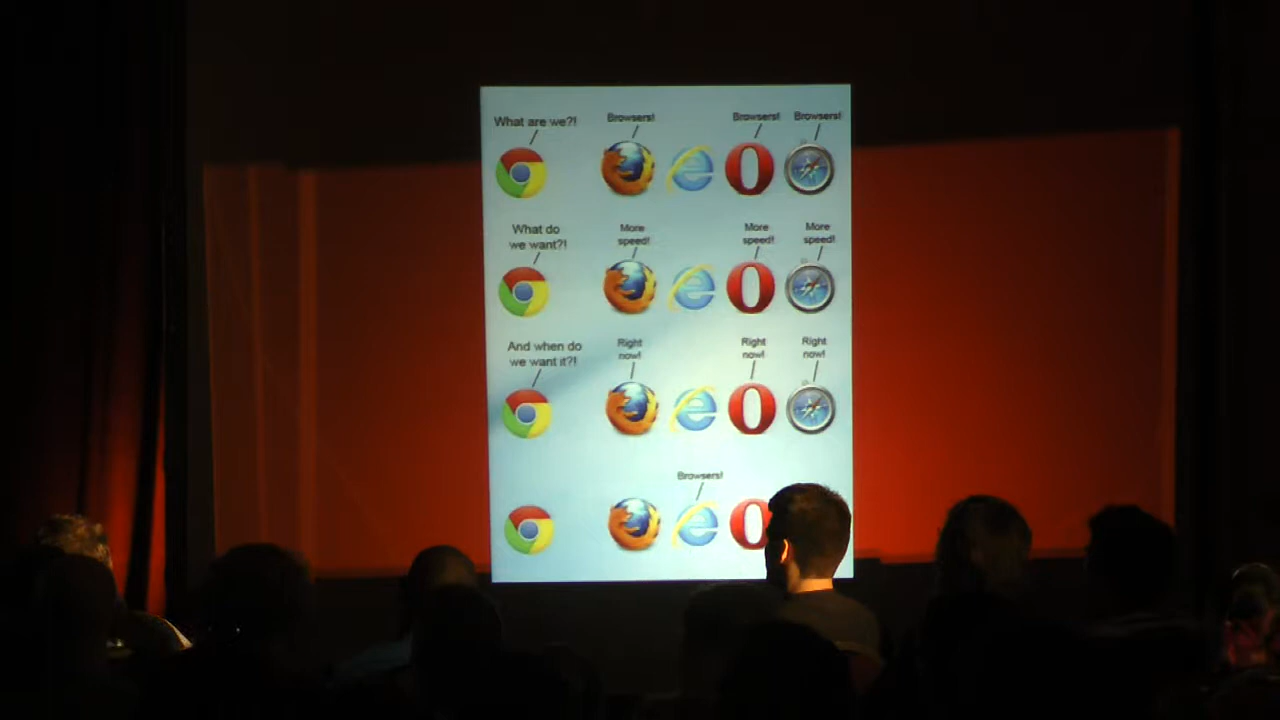 What are we?!
Browsers!
Browsers!
Browsers!
What do
we want?!
More
speed!
More
speed!
More
speed!
And when do
we want it?!
Right
now!
Right
now!
Right
now!
Browsers!